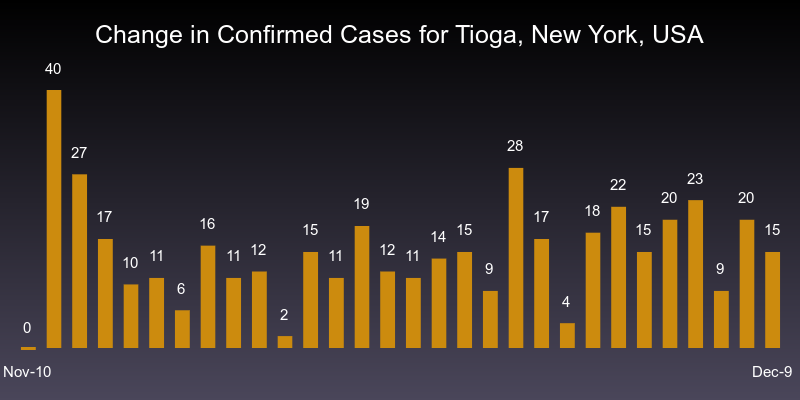 Change in Confirmed Cases for Tioga, New York, USA
0 40 27 17 10 11 6 16 11 12 2 15 11 19 12 11 14 15 9 28 17 4 18 22 15 20 23 9 20 15
Nov-10 Dec-9